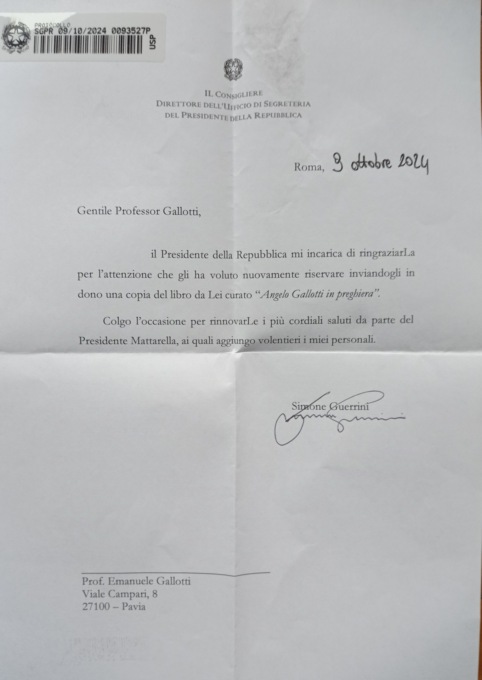 PROTOCOLLO
SGPR 09/10/2024 0093527P
USP
IL CONSIGLIERE
DIRETTORE DELL'UFFICIO DI SEGRETERIA
DEL PRESIDENTE DELLA REPUBBLICA
Roma, 9 ottobre 2024
Gentile Professor Gallotti,
il Presidente della Repubblica mi incarica di ringraziarLa
per l'attenzione che gli ha voluto nuovamente riservare inviandogli in
dono una copia del libro da Lei curato "Angelo Gallotti in preghiera".
Colgo l'occasione per rinnovarLe i più cordiali saluti da parte del
Presidente Mattarella, ai quali aggiungo volentieri i miei personali.
Simone Guerrini
Prof. Emanuele Gallotti
Viale Campari, 8
27100 – Pavia